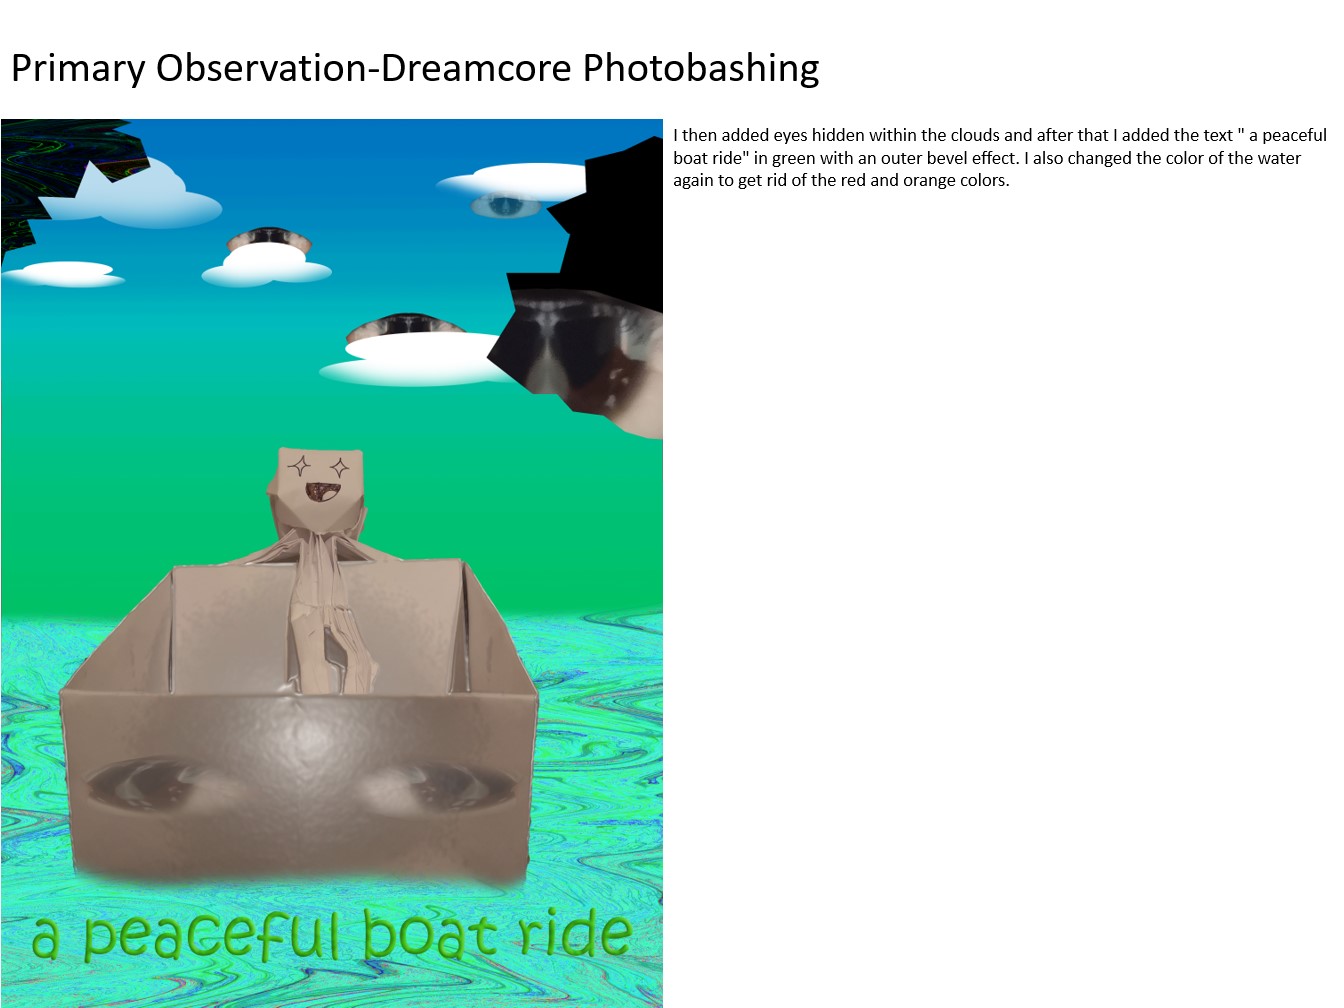 Primary Observation-Dreamcore Photobashing
I then added eyes hidden within the clouds and after that I added the text " a peaceful
boat ride" in green with an outer bevel effect. I also changed the color of the water
again to get rid of the red and orange colors.
a peaceful boat ride